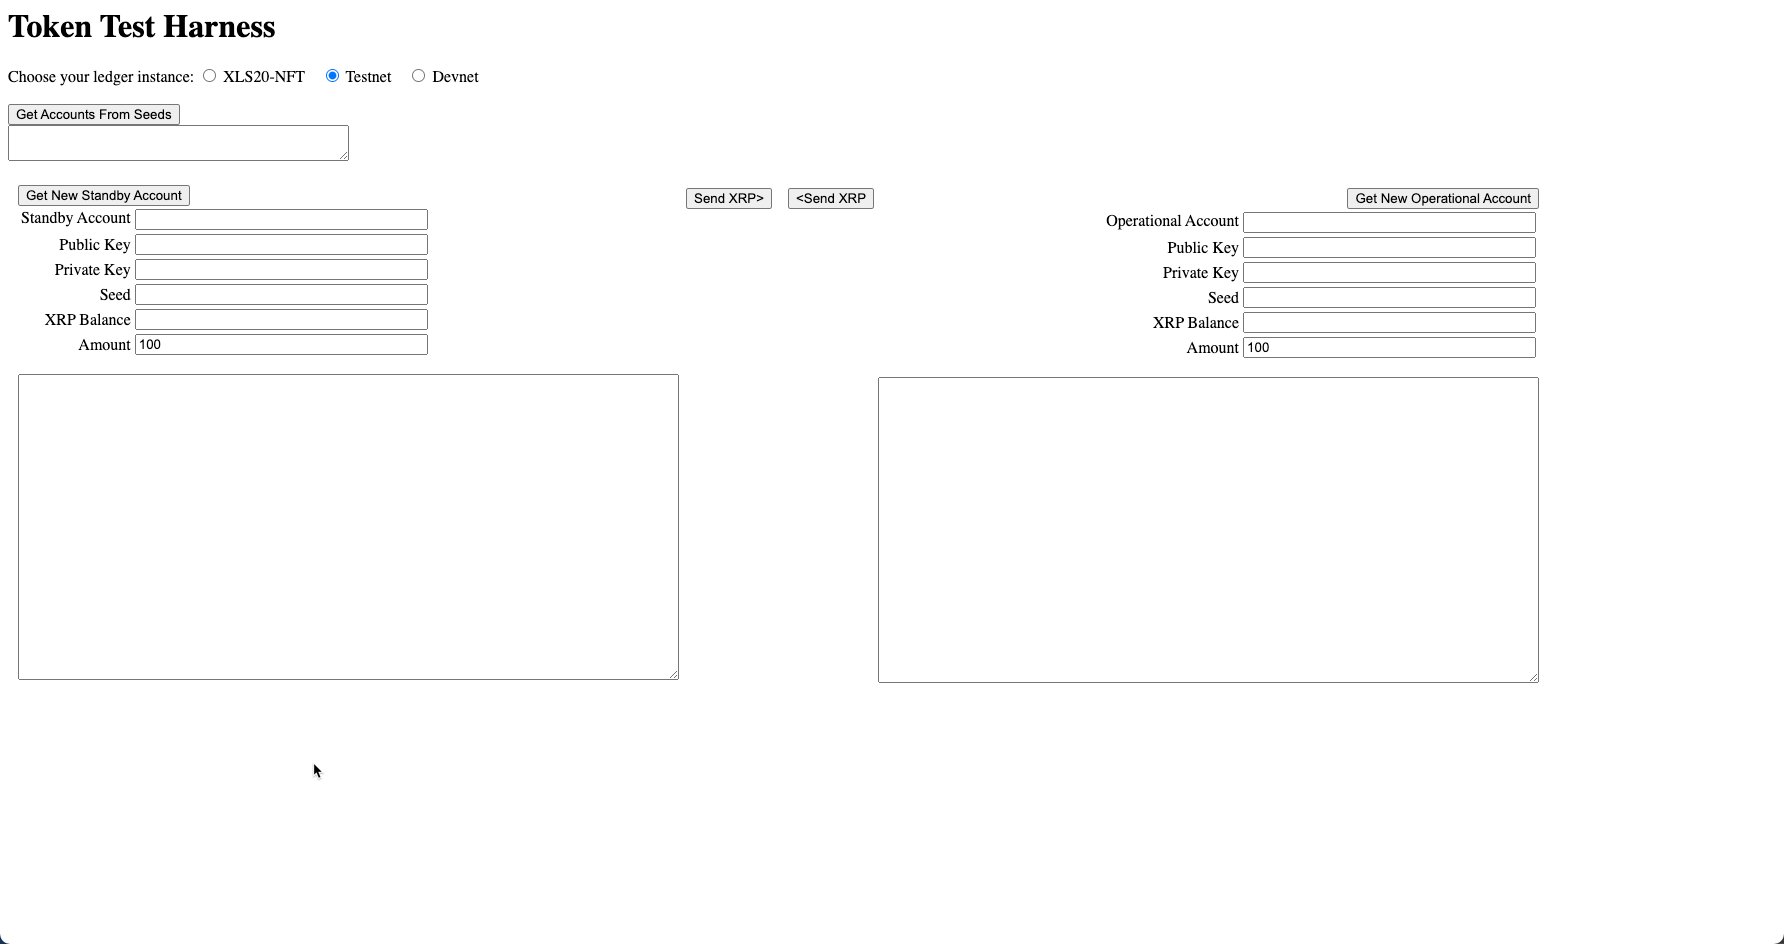 Token Test Harness
Choose your ledger instance: XLS20-NFT Testnet Devnet
Get Accounts From Seeds
Get New Standby Account
Standby Account
Public Key
Private Key
Seed
XRP Balance
Amount 100
Send XRP> <Send XRP
Get New Operational Account
Operational Account
Public Key
Private Key
Seed
XRP Balance
Amount 100